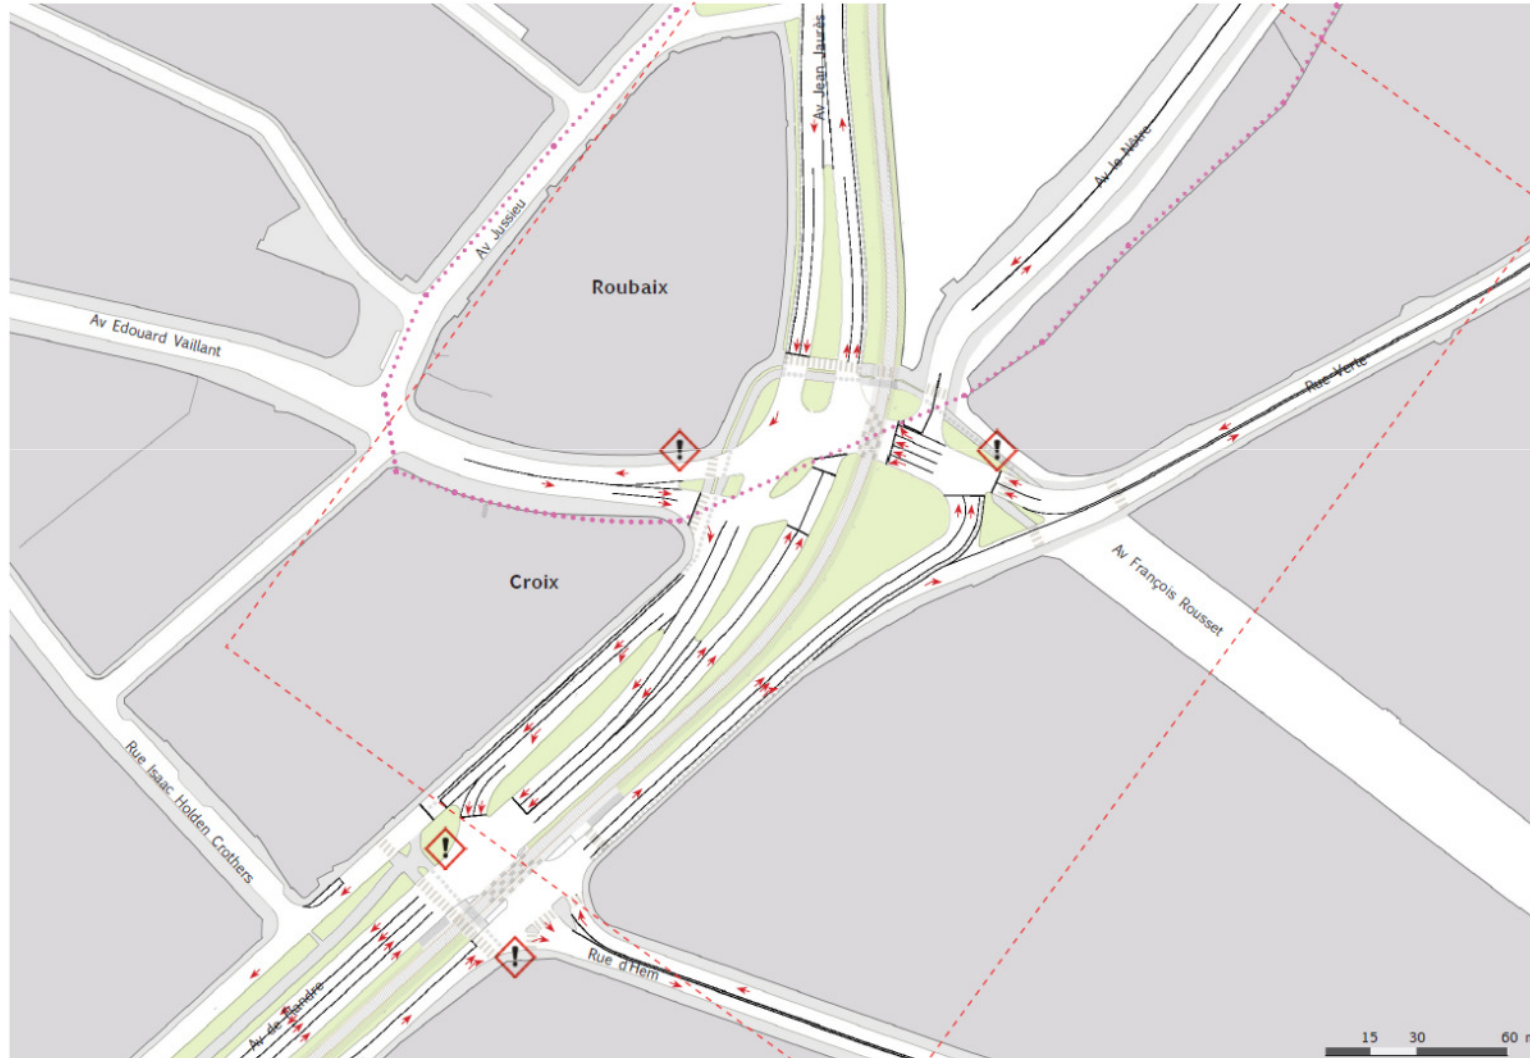 Av Jean Jaurès
Av le Nôtre
Av Jussieu
Roubaix
Av Edouard Vaillant
Rue Verte
!
!
Croix
Av François Rousset
Rue Isaac Holden Crothers
!
!
Rue d'Hem
Av de Flandre
15 30 60 m